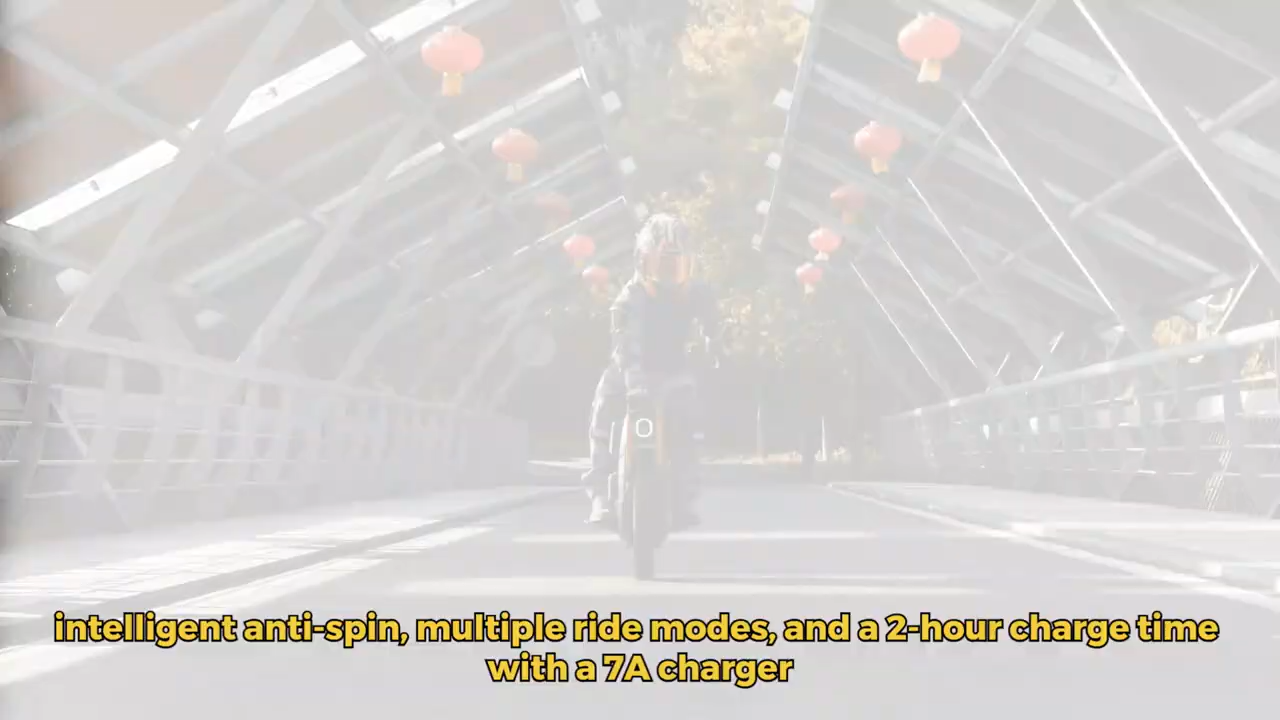 intelligent anti-spin, multiple ride modes, and a 2-hour charge time
with a 7A charger